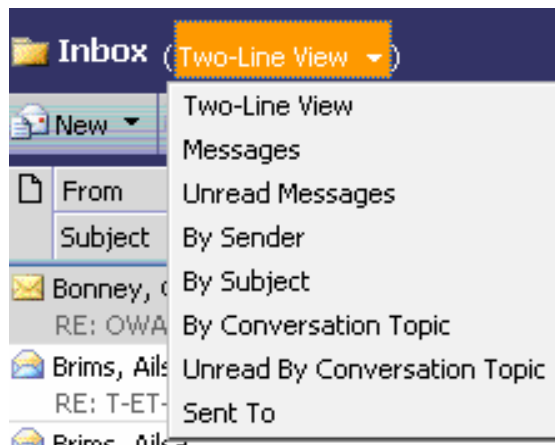 Inbox (Two-Line View)
New
Two-Line View
Messages
From
Unread Messages
Subject
By Sender
Bonney,
By Subject
RE: OWA
By Conversation Topic
Brims,
Unread By Conversation Topic
RE: T-ET-
Sent To
Brims,